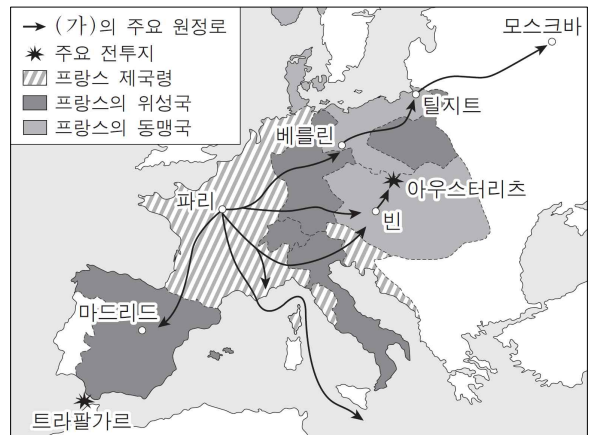 (가)의 주요 원정로
주요 전투지
프랑스 제국령
프랑스의 위성국
프랑스의 동맹국
모스크바
틸지트
베를린
아우스터리츠
파리
빈
마드리드
트라팔가르